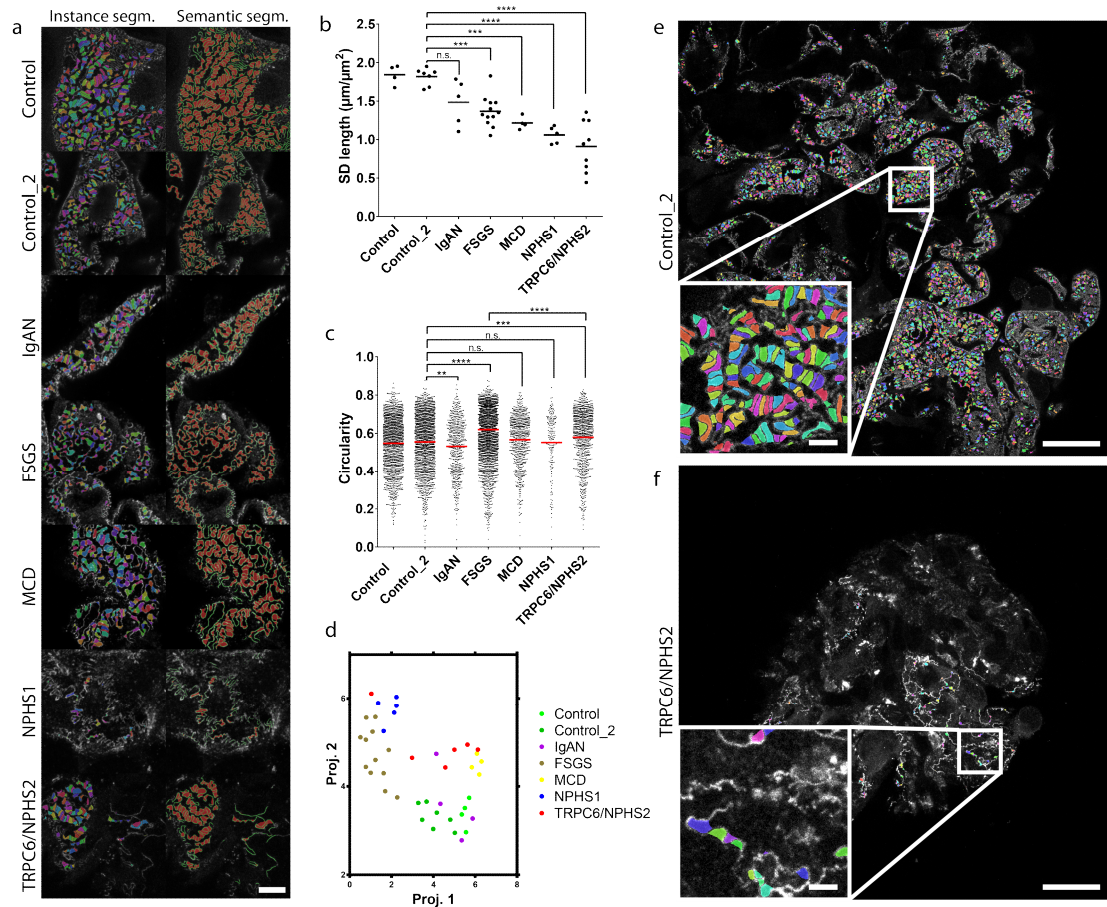 a
Instance segm.
Semantic segm.
Control
Control_2
IgAN
FSGS
MCD
NPHS1
TRPC6/NPHS2
b
SD length (µm/µm²)
2.5
2.0
1.5
1.0
0.5
0.0
****
****
***
***
n.s.
Control
Control_2
IgAN
FSGS
MCD
NPHS1
TRPC6/NPHS2
c
Circularity
1.0
0.8
0.6
0.4
0.2
0.0
****
***
n.s.
n.s.
****
**
Control
Control_2
IgAN
FSGS
MCD
NPHS1
TRPC6/NPHS2
d
Proj. 2
6
4
2
0
2
4
6
8
Proj. 1
Control
Control_2
IgAN
FSGS
MCD
NPHS1
TRPC6/NPHS2
e
Control_2
f
TRPC6/NPHS2